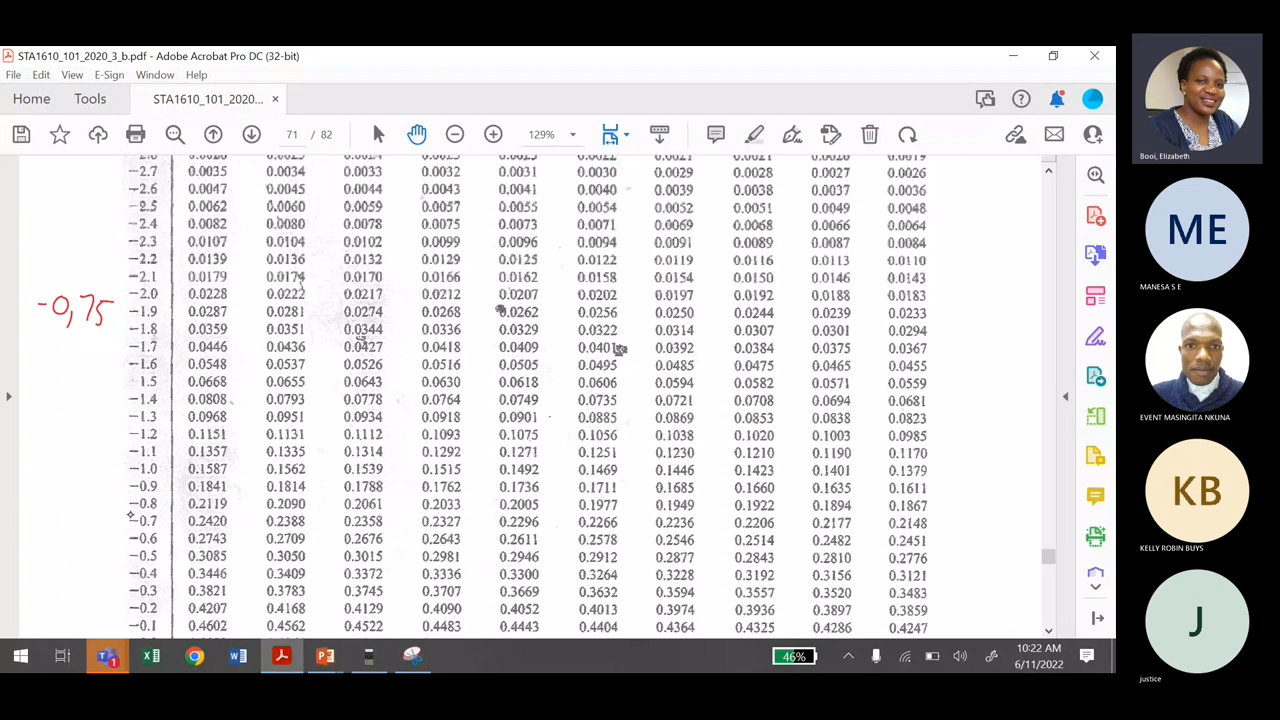 STA1610_101_2020_3_b.pdf - Adobe Acrobat Pro DC (32-bit)
File Edit View E-Sign Window Help
Home Tools STA1610_101_2020... ×
71 / 82 129%
−2.7 0.0035 0.0034 0.0033 0.0032 0.0031 0.0030 0.0029 0.0028 0.0027 0.0026
−2.6 0.0047 0.0045 0.0044 0.0043 0.0041 0.0040 0.0039 0.0038 0.0037 0.0036
−2.5 0.0062 0.0060 0.0059 0.0057 0.0055 0.0054 0.0052 0.0051 0.0049 0.0048
−2.4 0.0082 0.0080 0.0078 0.0075 0.0073 0.0071 0.0069 0.0068 0.0066 0.0064
−2.3 0.0107 0.0104 0.0102 0.0099 0.0096 0.0094 0.0091 0.0089 0.0087 0.0084
−2.2 0.0139 0.0136 0.0132 0.0129 0.0125 0.0122 0.0119 0.0116 0.0113 0.0110
−2.1 0.0179 0.0174 0.0170 0.0166 0.0162 0.0158 0.0154 0.0150 0.0146 0.0143
−2.0 0.0228 0.0222 0.0217 0.0212 0.0207 0.0202 0.0197 0.0192 0.0188 0.0183
-0,75
−1.9 0.0287 0.0281 0.0274 0.0268 0.0262 0.0256 0.0250 0.0244 0.0239 0.0233
−1.8 0.0359 0.0351 0.0344 0.0336 0.0329 0.0322 0.0314 0.0307 0.0301 0.0294
−1.7 0.0446 0.0436 0.0427 0.0418 0.0409 0.0401 0.0392 0.0384 0.0375 0.0367
−1.6 0.0548 0.0537 0.0526 0.0516 0.0505 0.0495 0.0485 0.0475 0.0465 0.0455
−1.5 0.0668 0.0655 0.0643 0.0630 0.0618 0.0606 0.0594 0.0582 0.0571 0.0559
−1.4 0.0808 0.0793 0.0778 0.0764 0.0749 0.0735 0.0721 0.0708 0.0694 0.0681
−1.3 0.0968 0.0951 0.0934 0.0918 0.0901 0.0885 0.0869 0.0853 0.0838 0.0823
−1.2 0.1151 0.1131 0.1112 0.1093 0.1075 0.1056 0.1038 0.1020 0.1003 0.0985
−1.1 0.1357 0.1335 0.1314 0.1292 0.1271 0.1251 0.1230 0.1210 0.1190 0.1170
−1.0 0.1587 0.1562 0.1539 0.1515 0.1492 0.1469 0.1446 0.1423 0.1401 0.1379
−0.9 0.1841 0.1814 0.1788 0.1762 0.1736 0.1711 0.1685 0.1660 0.1635 0.1611
−0.8 0.2119 0.2090 0.2061 0.2033 0.2005 0.1977 0.1949 0.1922 0.1894 0.1867
−0.7 0.2420 0.2388 0.2358 0.2327 0.2296 0.2266 0.2236 0.2206 0.2177 0.2148
−0.6 0.2743 0.2709 0.2676 0.2643 0.2611 0.2578 0.2546 0.2514 0.2482 0.2451
−0.5 0.3085 0.3050 0.3015 0.2981 0.2946 0.2912 0.2877 0.2843 0.2810 0.2776
−0.4 0.3446 0.3409 0.3372 0.3336 0.3300 0.3264 0.3228 0.3192 0.3156 0.3121
−0.3 0.3821 0.3783 0.3745 0.3707 0.3669 0.3632 0.3594 0.3557 0.3520 0.3483
−0.2 0.4207 0.4168 0.4129 0.4090 0.4052 0.4013 0.3974 0.3936 0.3897 0.3859
−0.1 0.4602 0.4562 0.4522 0.4483 0.4443 0.4404 0.4364 0.4325 0.4286 0.4247
46%
10:22 AM
6/11/2022
Booi, Elizabeth
ME
MANESA S E
EVENT MASINGITA NKUNA
KB
KELLY ROBIN BUYS
J
justice